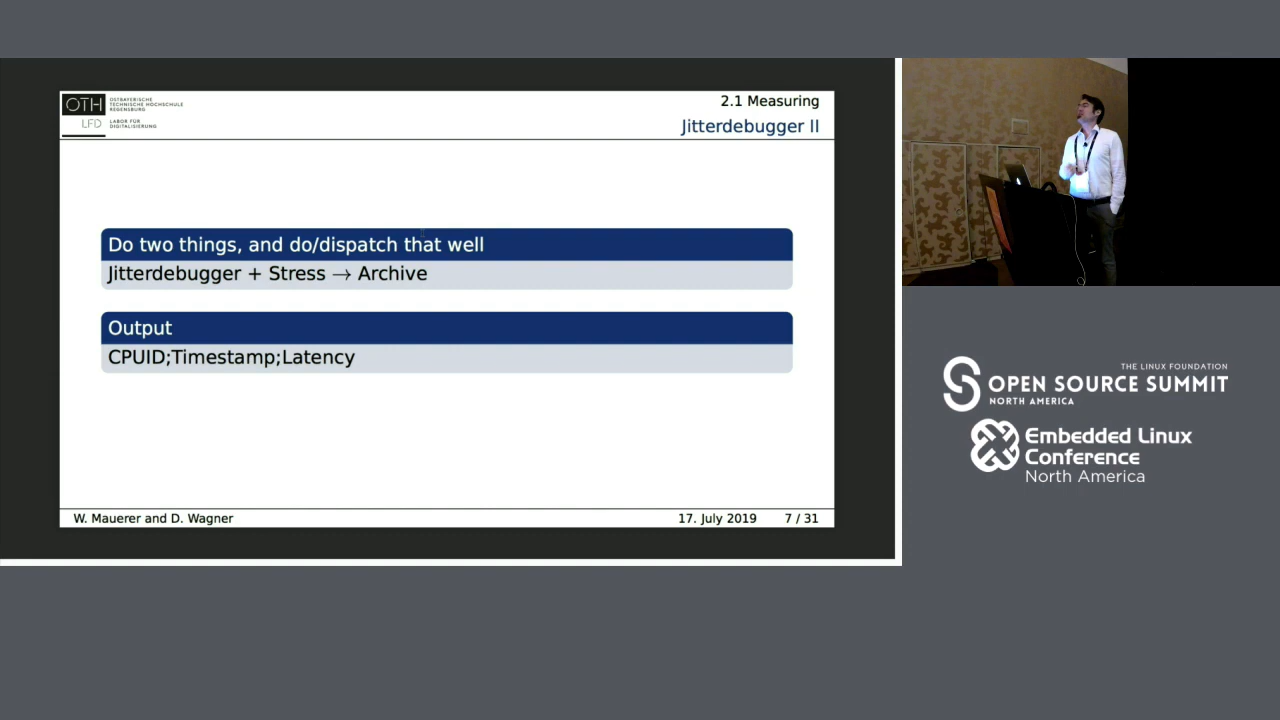 OTH
OSTBAYERISCHE
TECHNISCHE HOCHSCHULE
REGENSBURG
LFD
LABOR FÜR
DIGITALISIERUNG
2.1 Measuring
Jitterdebugger II
Do two things, and do/dispatch that well
Jitterdebugger + Stress → Archive
Output
CPUID;Timestamp;Latency
W. Mauerer and D. Wagner
17. July 2019
7 / 31
THE LINUX FOUNDATION
OPEN SOURCE SUMMIT
NORTH AMERICA
Embedded Linux
Conference
North America